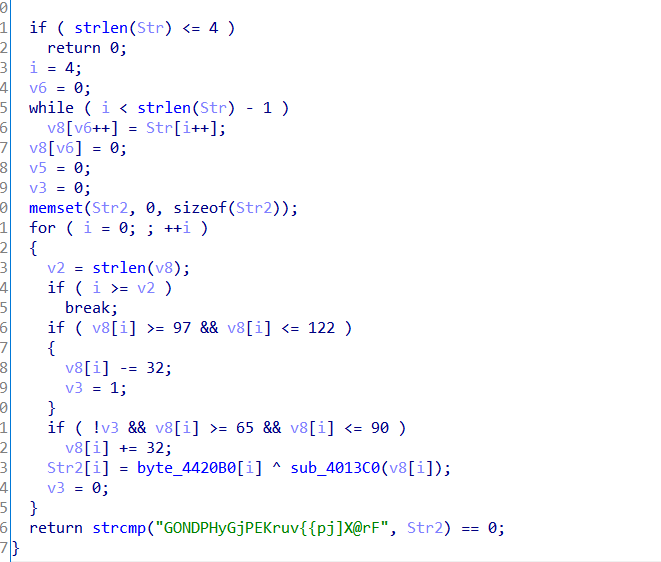 0
1 if ( strlen(Str) <= 4 )
2 return 0;
3 i = 4;
4 v6 = 0;
5 while ( i < strlen(Str) - 1 )
6 v8[v6++] = Str[i++];
7 v8[v6] = 0;
8 v5 = 0;
9 v3 = 0;
0 memset(Str2, 0, sizeof(Str2));
1 for ( i = 0; ; ++i )
2 {
3 v2 = strlen(v8);
4 if ( i >= v2 )
5 break;
6 if ( v8[i] >= 97 && v8[i] <= 122 )
7 {
8 v8[i] -= 32;
9 v3 = 1;
0 }
1 if ( !v3 && v8[i] >= 65 && v8[i] <= 90 )
2 v8[i] += 32;
3 Str2[i] = byte_4420B0[i] ^ sub_4013C0(v8[i]);
4 v3 = 0;
5 }
6 return strcmp("GONDPHyGjPEKruv{{pj]X@rF", Str2) == 0;
7 }